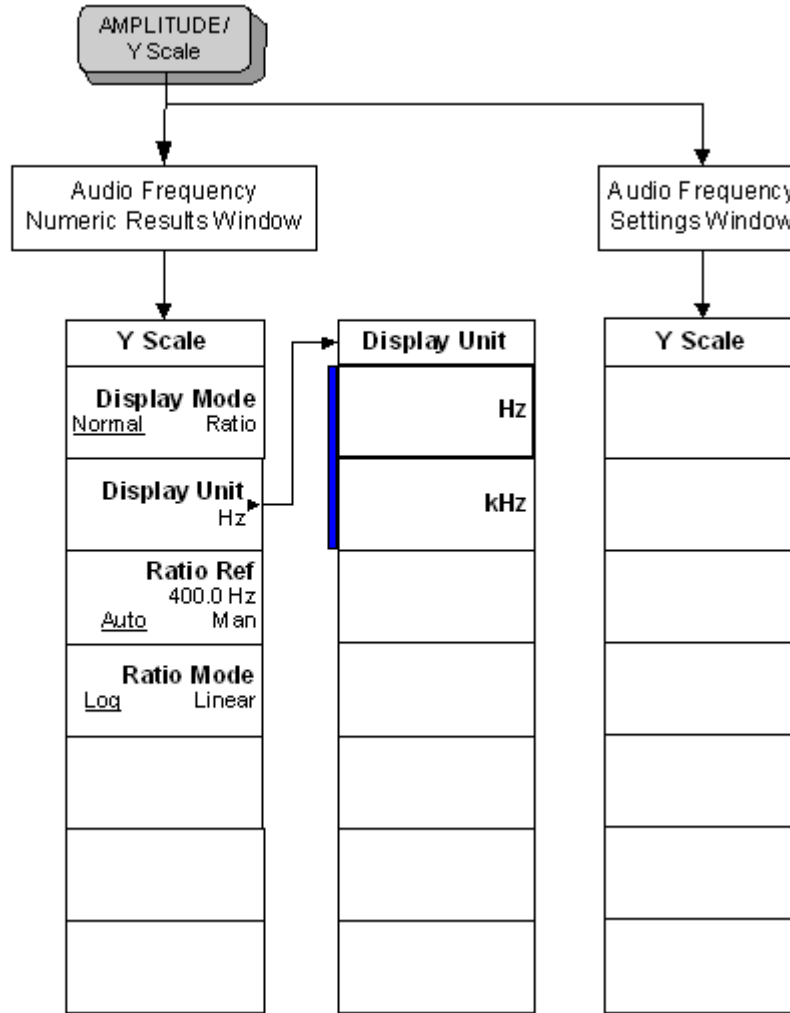 AMPLITUDE/
Y Scale
Audio Frequency
Numeric Results Window
Audio Frequency
Settings Window
Y Scale
Display Mode
Normal Ratio
Display Unit
Hz
Ratio Ref
400.0 Hz
Auto Man
Ratio Mode
Log Linear
Display Unit
Hz
kHz
Y Scale